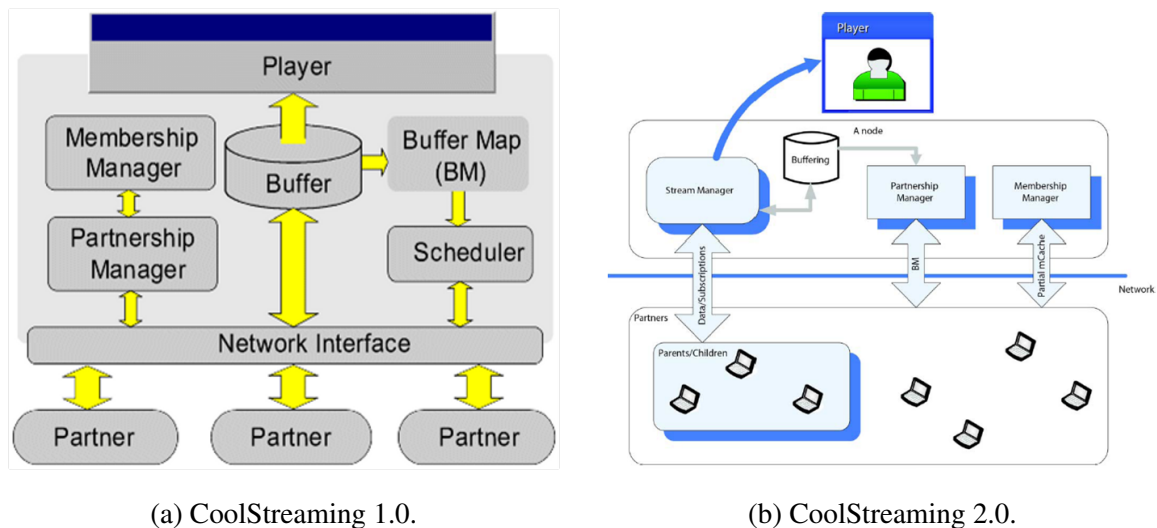 Player
Membership
Manager
Buffer
Buffer Map
(BM)
Partnership
Manager
Scheduler
Network Interface
Partner
Partner
Partner
(a) CoolStreaming 1.0.
Player
A node
Buffering
Stream Manager
Partnership
Manager
Membership
Manager
Data/Subscriptions
BM
Partial mCache
Network
Partners
Parents/Children
(b) CoolStreaming 2.0.